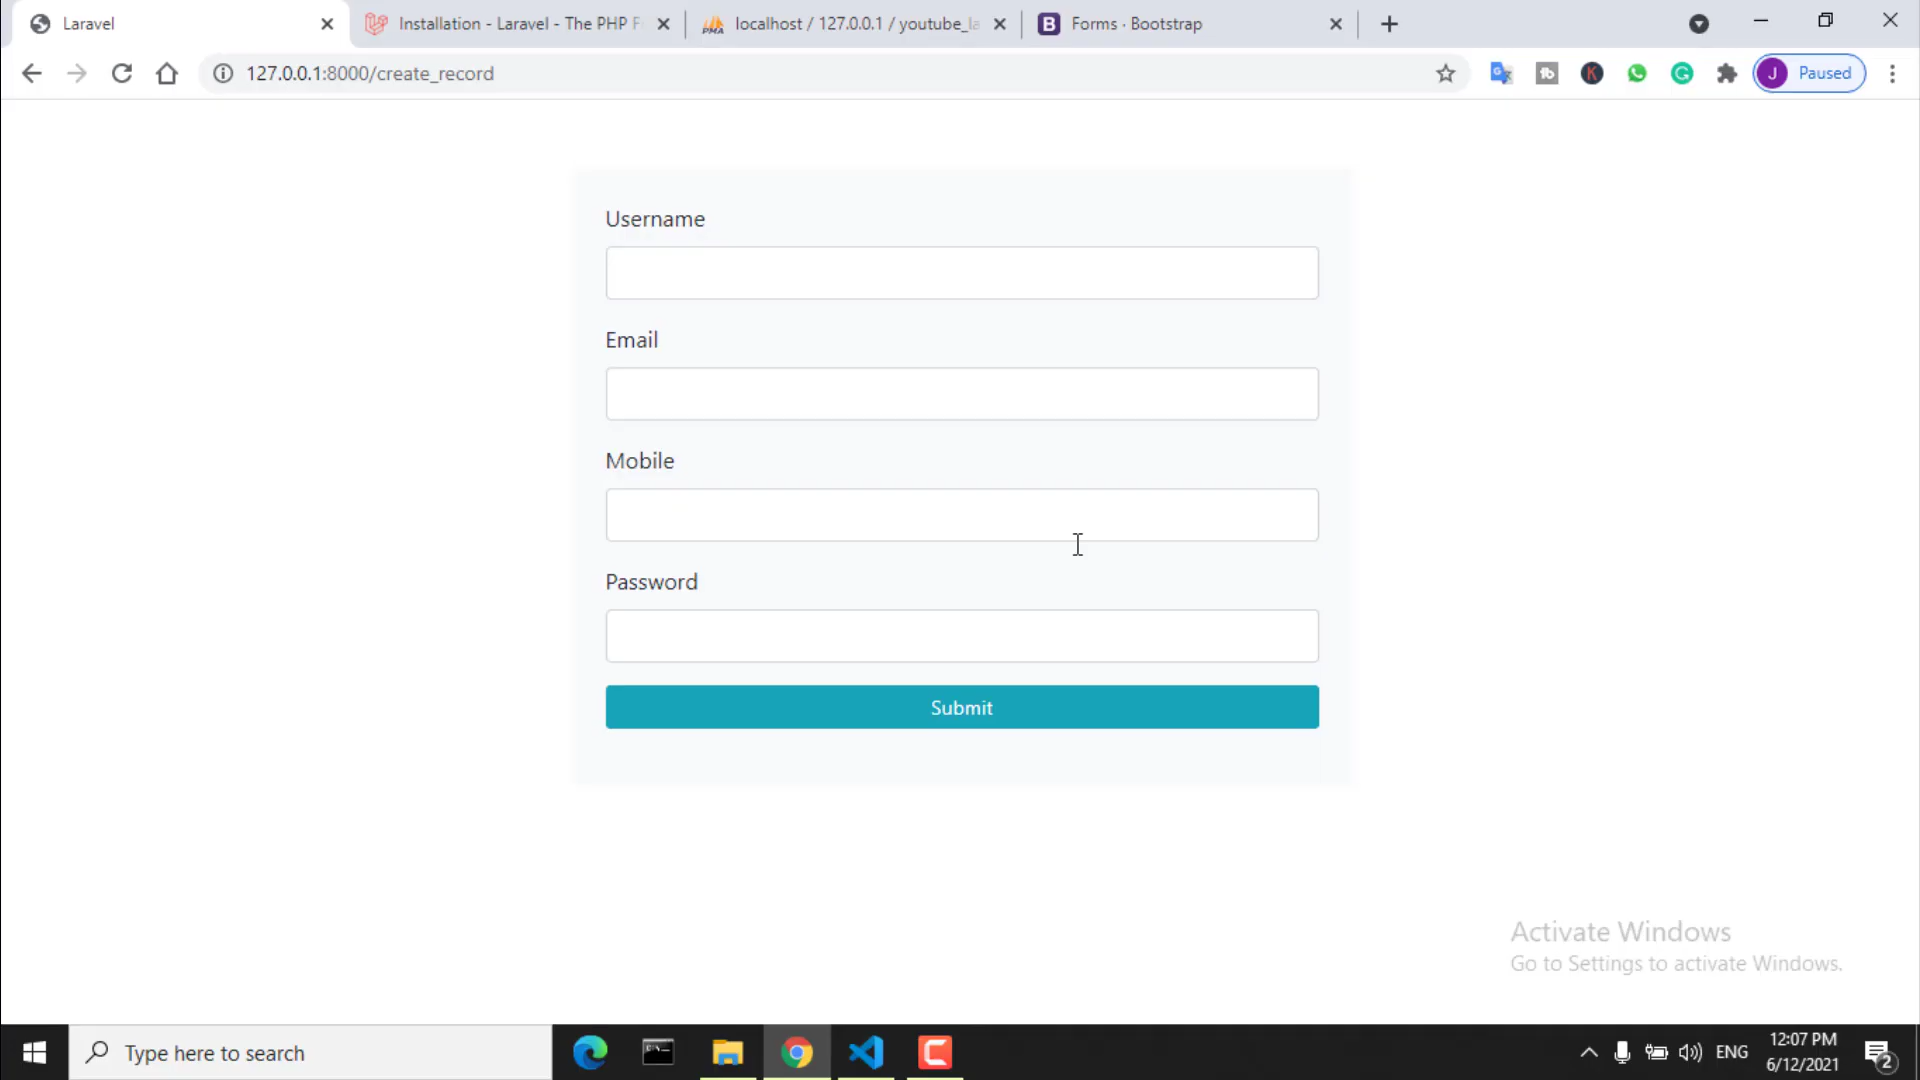 Laravel
Installation - Laravel - The PHP F
localhost / 127.0.0.1 / youtube_la
B Forms · Bootstrap
127.0.0.1:8000/create_record
J Paused
Username
Email
Mobile
Password
Submit
Activate Windows
Go to Settings to activate Windows.
Type here to search
ENG
12:07 PM
6/12/2021
2